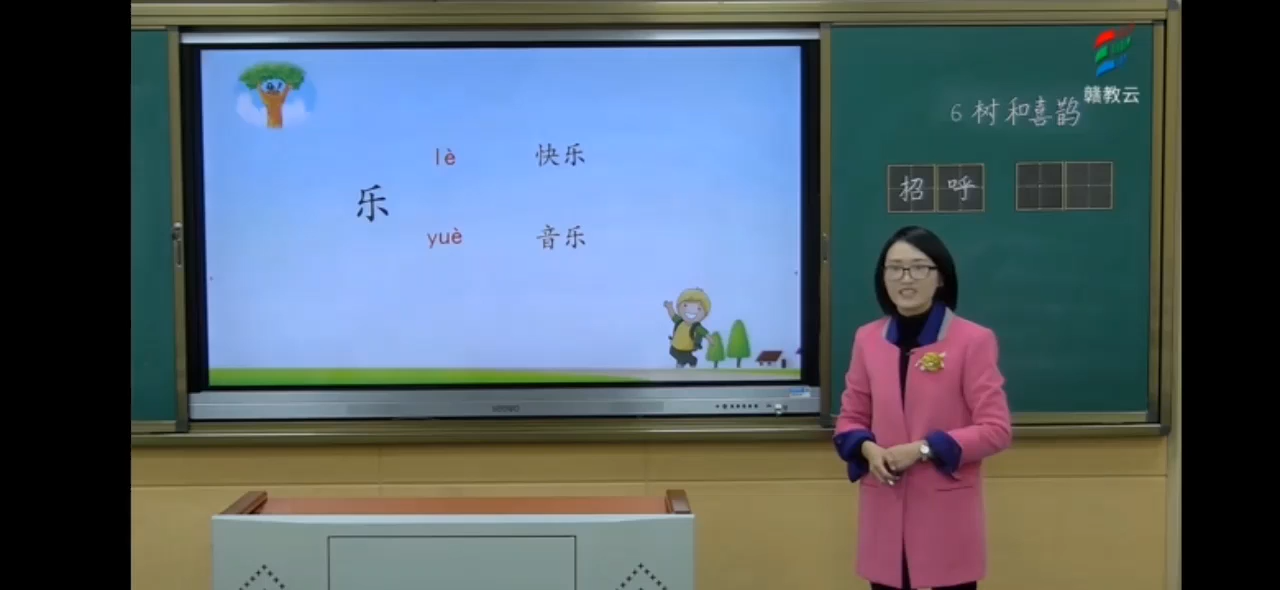 lè 快乐
乐
yuè 音乐
赣教云
6 树和喜鹊
招呼